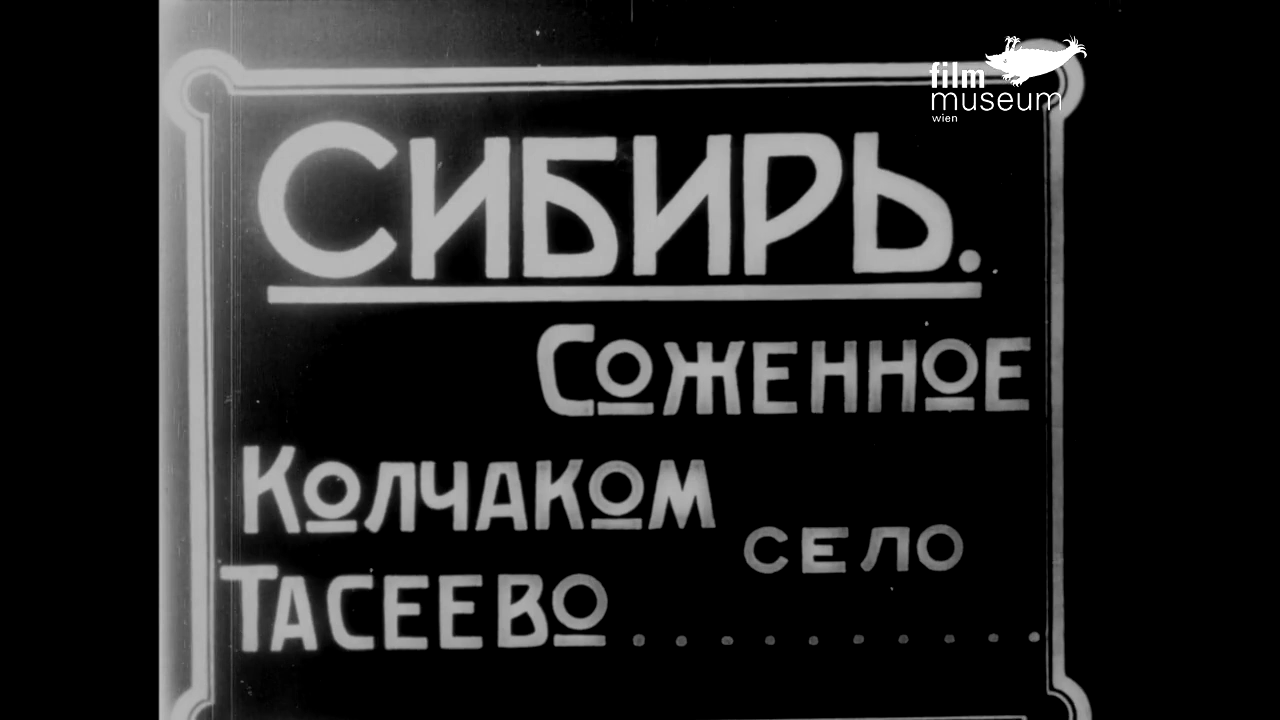 film
museum
wien
СИБИРЬ.
СОЖЕННОЕ
КОЛЧАКОМ
СЕЛО
ТАСЕЕВО..........